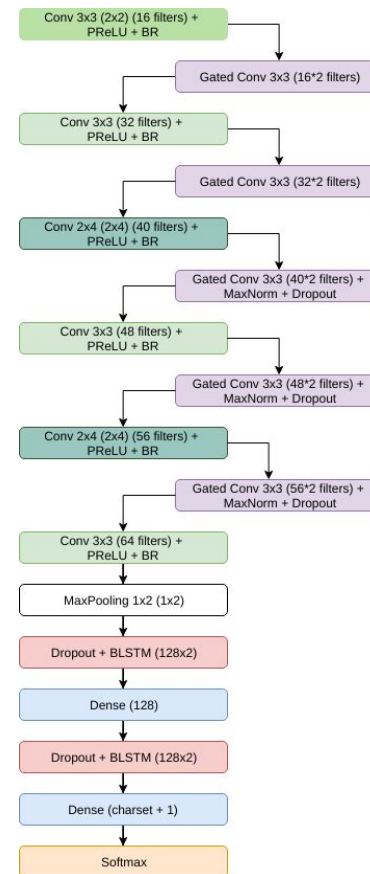 Conv 3x3 (2x2) (16 filters) +
PReLU + BR
Gated Conv 3x3 (16*2 filters)
Conv 3x3 (32 filters) +
PReLU + BR
Gated Conv 3x3 (32*2 filters)
Conv 2x4 (2x4) (40 filters) +
PReLU + BR
Gated Conv 3x3 (40*2 filters) +
MaxNorm + Dropout
Conv 3x3 (48 filters) +
PReLU + BR
Gated Conv 3x3 (48*2 filters) +
MaxNorm + Dropout
Conv 2x4 (2x4) (56 filters) +
PReLU + BR
Gated Conv 3x3 (56*2 filters) +
MaxNorm + Dropout
Conv 3x3 (64 filters) +
PReLU + BR
MaxPooling 1x2 (1x2)
Dropout + BLSTM (128x2)
Dense (128)
Dropout + BLSTM (128x2)
Dense (charset + 1)
Softmax